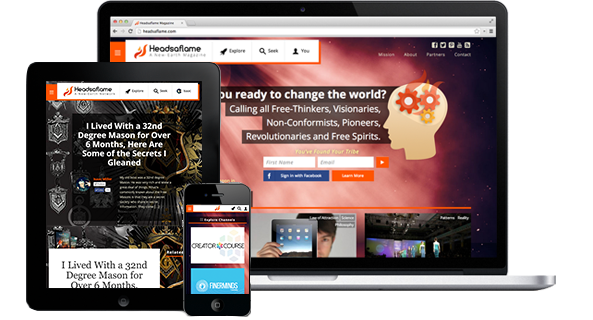 Headsaflame Magazine
headsaflame.com
Headsaflame
A New Earth Magazine
Explore
Seek
You
Mission
About
Partners
Contact
ou ready to change the world?
Calling all Free-Thinkers, Visionaries,
Non-Conformists, Pioneers,
Revolutionaries and Free Spirits.
You've Found Your Tribe
First Name
Email
Sign in with Facebook
Learn More
Law of Attraction
Science
Philosophy
Patterns
Reality
Headsaflame
Explore
Seek
I Lived With a 32nd
Degree Mason for Over
6 Months, Here Are
Some of the Secrets I
Gleaned
Related
I Lived With a 32nd
Degree Mason for
Over 6 Months,
Explore Channels
CREATOR COURSE
FINERMINDS